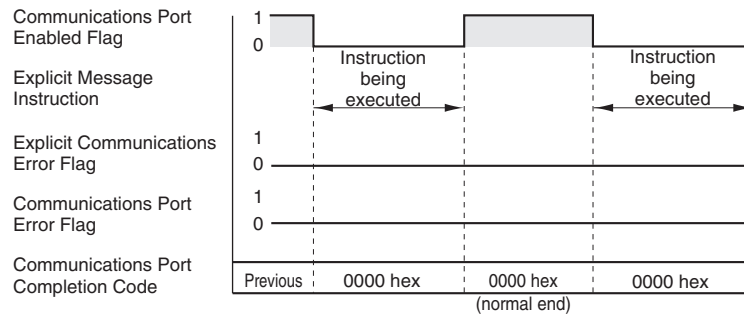 Communications Port
Enabled Flag
1
0
Instruction
being
executed
Instruction
being
executed
Explicit Message
Instruction
Explicit Communications
Error Flag
1
0
Communications Port
Error Flag
1
0
Communications Port
Completion Code
Previous
0000 hex
0000 hex
(normal end)
0000 hex